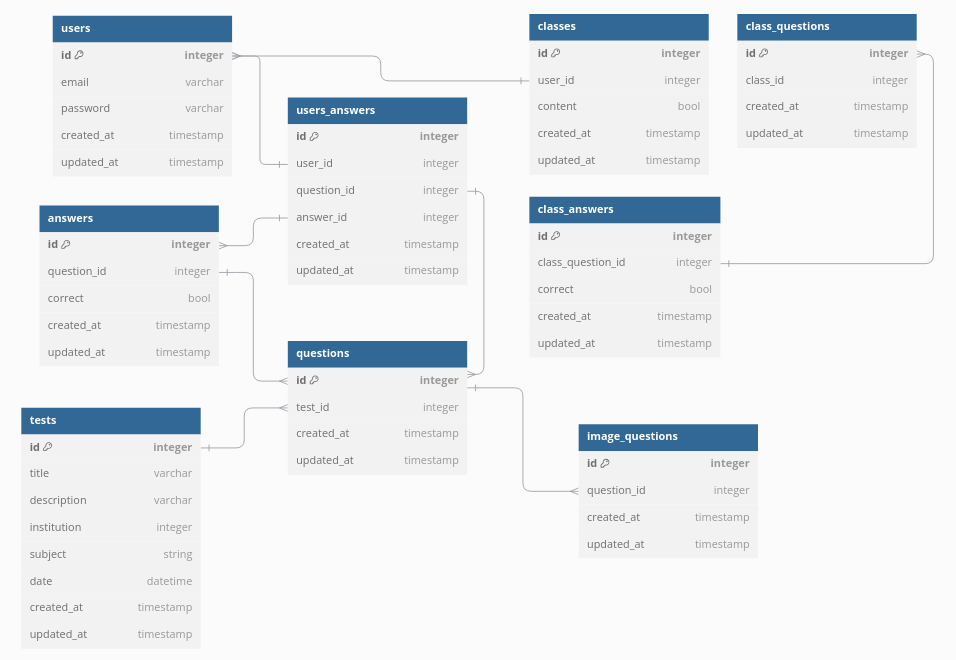 users
id integer
email varchar
password varchar
created_at timestamp
updated_at timestamp
users_answers
id integer
user_id integer
question_id integer
answer_id integer
created_at timestamp
updated_at timestamp
classes
id integer
user_id integer
content bool
created_at timestamp
updated_at timestamp
class_questions
id integer
class_id integer
created_at timestamp
updated_at timestamp
answers
id integer
question_id integer
correct bool
created_at timestamp
updated_at timestamp
class_answers
id integer
class_question_id integer
correct bool
created_at timestamp
updated_at timestamp
questions
id integer
test_id integer
created_at timestamp
updated_at timestamp
tests
id integer
title varchar
description varchar
institution integer
subject string
date datetime
created_at timestamp
updated_at timestamp
image_questions
id integer
question_id integer
created_at timestamp
updated_at timestamp